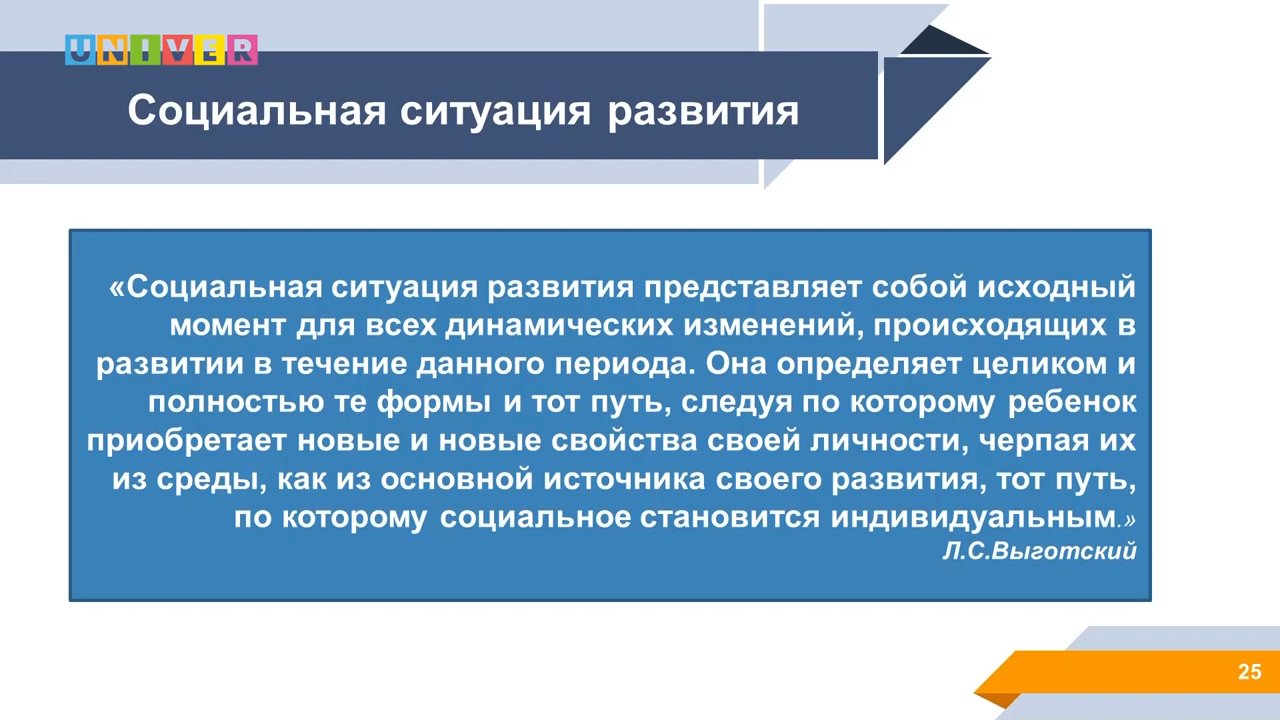 UNIVER
Социальная ситуация развития
«Социальная ситуация развития представляет собой исходный
момент для всех динамических изменений, происходящих в
развитии в течение данного периода. Она определяет целиком и
полностью те формы и тот путь, следуя по которому ребенок
приобретает новые и новые свойства своей личности, черпая их
из среды, как из основной источника своего развития, тот путь,
по которому социальное становится индивидуальным.»
Л.С.Выготский
25